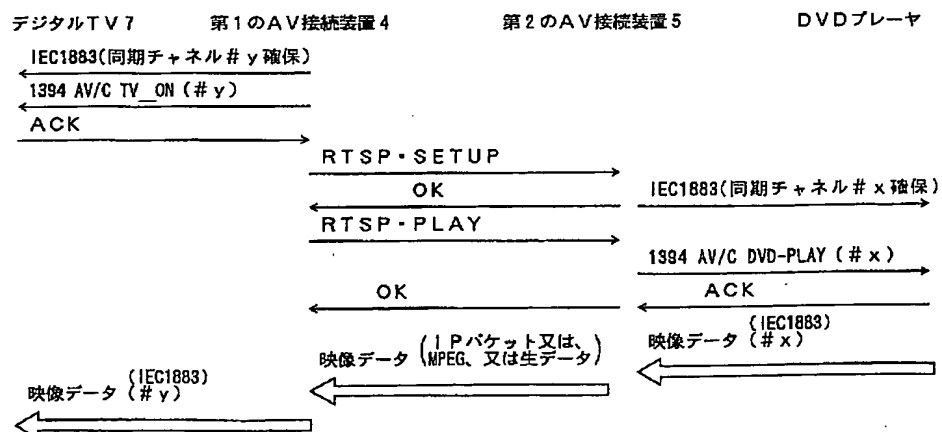 デジタルTV7 第1のAV接続装置4 第2のAV接続装置5 DVDプレーヤ
IEC1883(同期チャネル#y確保)
1394 AV/C TV_ON(#y)
ACK
RTSP・SETUP
OK IEC1883(同期チャネル#x確保)
RTSP・PLAY
1394 AV/C DVD-PLAY(#x)
OK ACK
映像データ(IPパケット又は、
MPEG、又は生データ)
映像データ(IEC1883)
(#x)
映像データ(IEC1883)
(#y)